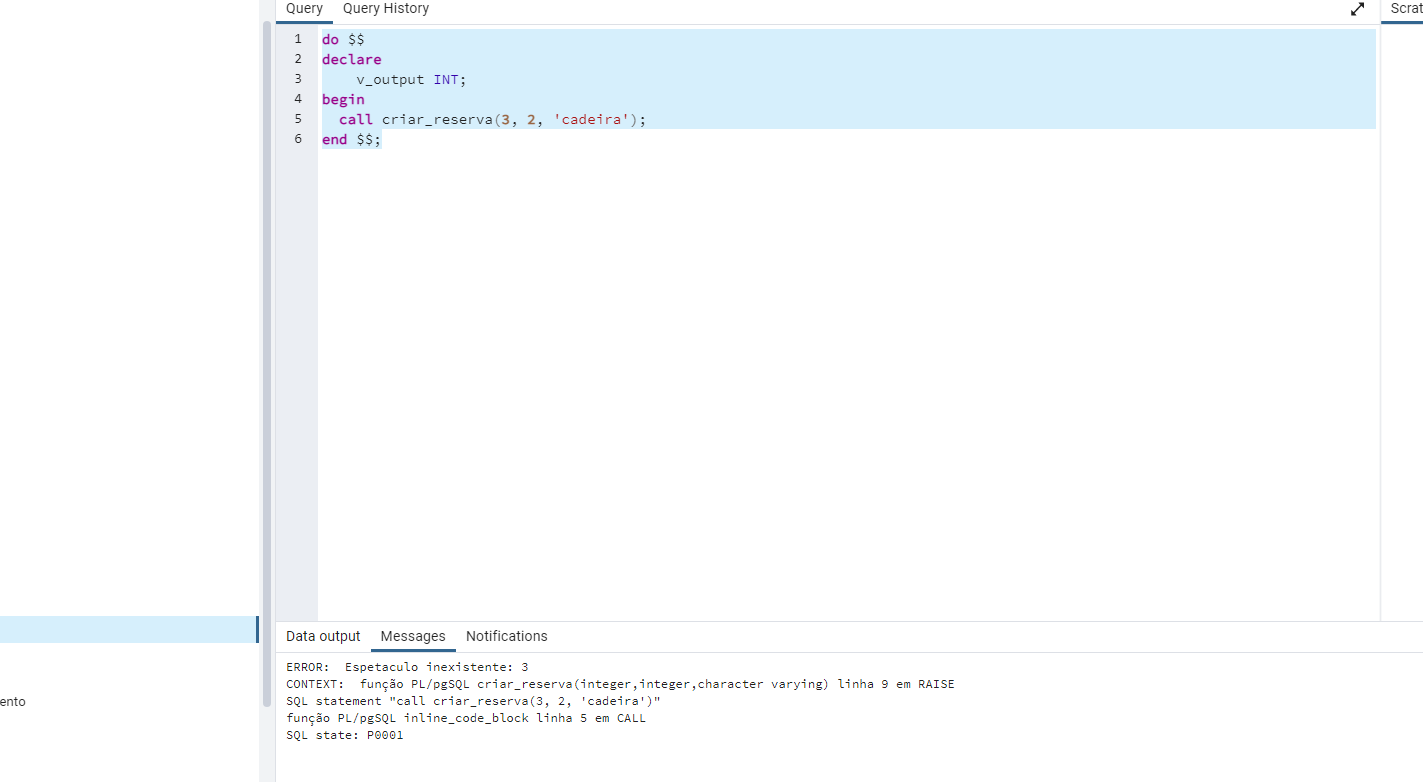 Query Query History Scrat
1 do $$
2 declare
3 v_output INT;
4 begin
5 call criar_reserva(3, 2, 'cadeira');
6 end $$;
Data output Messages Notifications
ERROR:  Espetaculo inexistente: 3
CONTEXT:  função PL/pgSQL criar_reserva(integer,integer,character varying) linha 9 em RAISE
SQL statement "call criar_reserva(3, 2, 'cadeira')"
função PL/pgSQL inline_code_block linha 5 em CALL
ento
SQL state: P0001